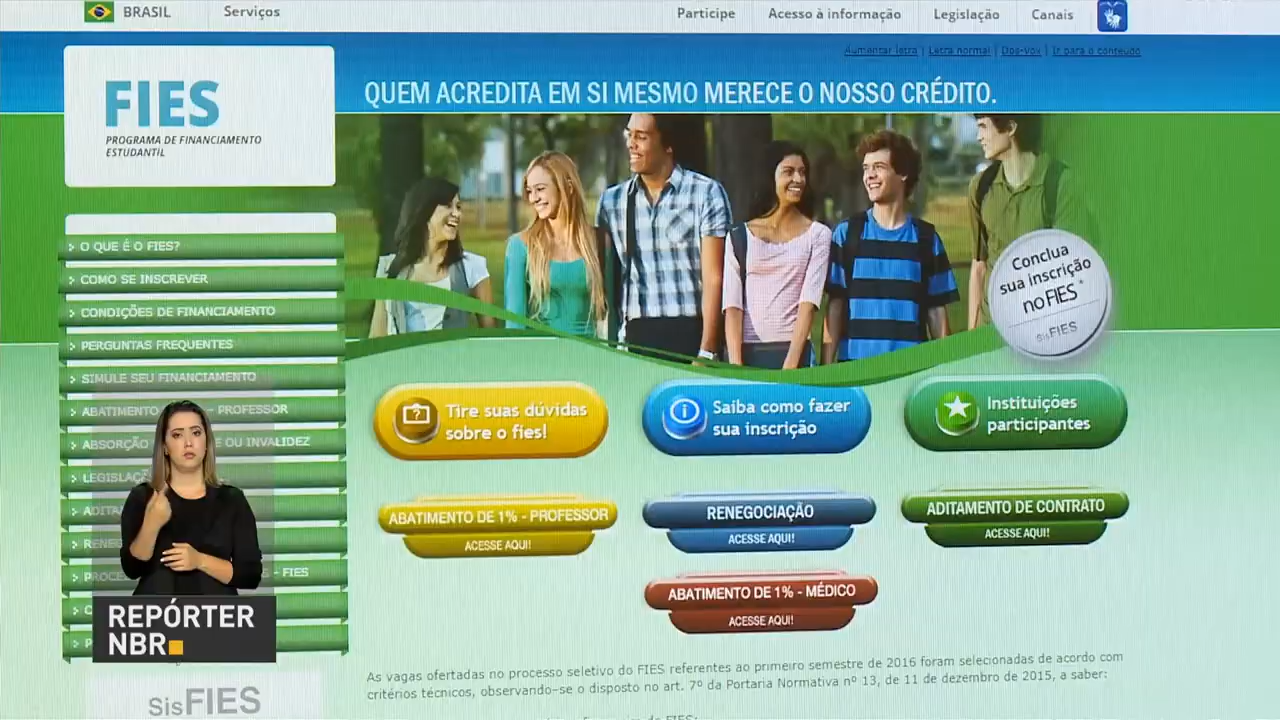 BRASIL
Serviços
Participe
Acesso à informação
Legislação
Canais
Aumentar letra | Letra normal | Dos-Vox | Ir para o conteúdo
FIES
PROGRAMA DE FINANCIAMENTO
ESTUDANTIL
QUEM ACREDITA EM SI MESMO MERECE O NOSSO CRÉDITO.
O QUE É O FIES?
COMO SE INSCREVER
CONDIÇÕES DE FINANCIAMENTO
PERGUNTAS FREQUENTES
SIMULE SEU FINANCIAMENTO
ABATIMENTO - PROFESSOR
ABSORÇÃO E OU INVALIDEZ
- FIES
Conclua
sua inscrição
no FIES*
SisFIES
Tire suas dúvidas
sobre o fies!
Saiba como fazer
sua inscrição
Instituições
participantes
ABATIMENTO DE 1% - PROFESSOR
ACESSE AQUI!
RENEGOCIAÇÃO
ACESSE AQUI!
ADITAMENTO DE CONTRATO
ACESSE AQUI!
ABATIMENTO DE 1% - MÉDICO
ACESSE AQUI!
REPÓRTER
NBR
SisFIES
As vagas ofertadas no processo seletivo do FIES referentes ao primeiro semestre de 2016 foram selecionadas de acordo com
critérios técnicos, observando-se o disposto no art. 7º da Portaria Normativa nº 13, de 11 de dezembro de 2015, a saber: